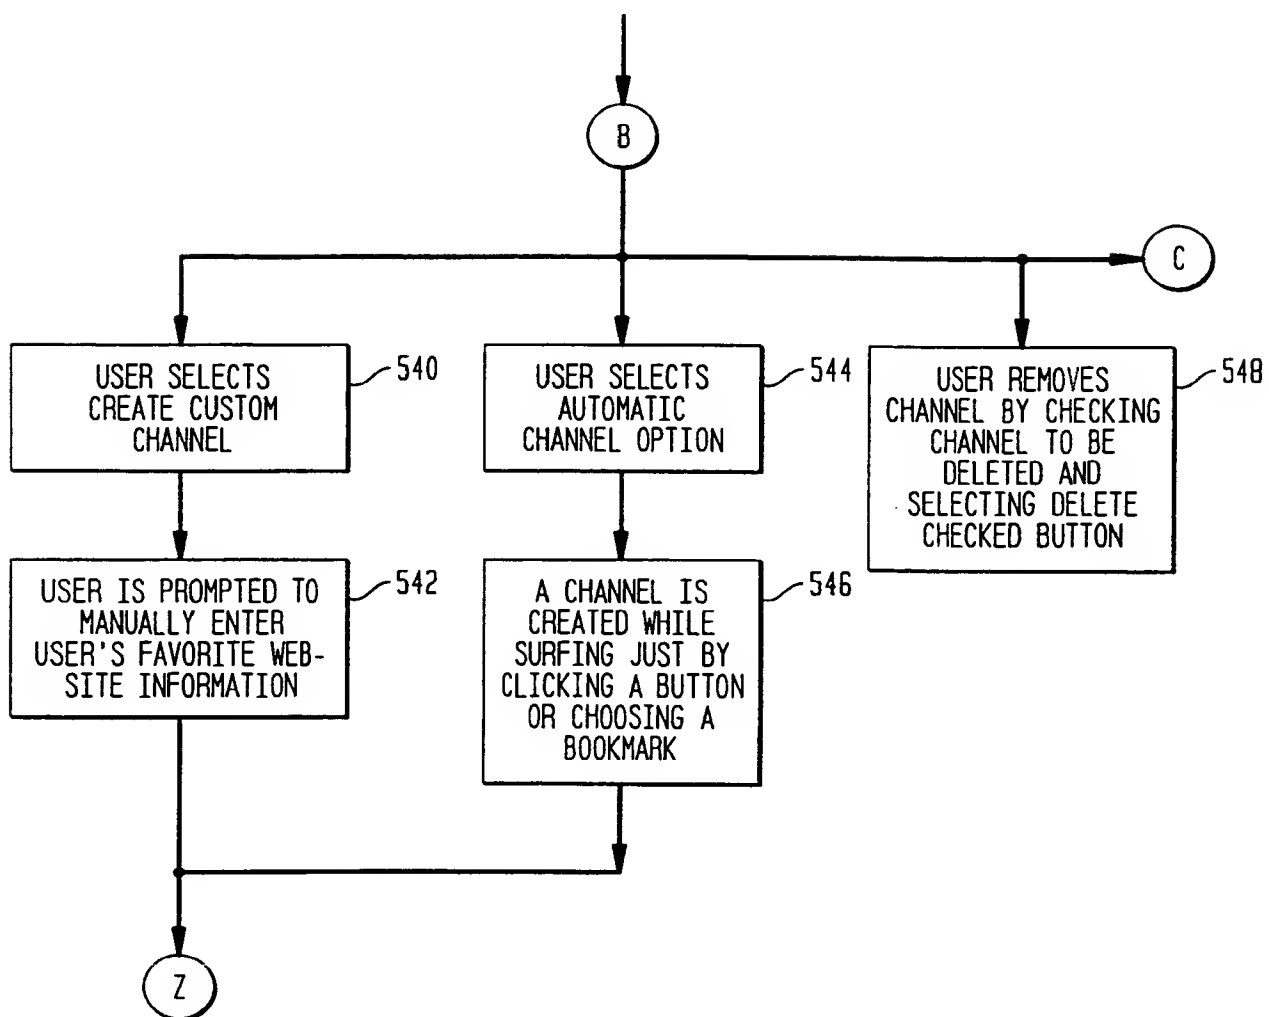 B
C
USER SELECTS
CREATE CUSTOM
CHANNEL
540
USER SELECTS
AUTOMATIC
CHANNEL OPTION
544
USER REMOVES
CHANNEL BY CHECKING
CHANNEL TO BE
DELETED AND
SELECTING DELETE
CHECKED BUTTON
548
USER IS PROMPTED TO
MANUALLY ENTER
USER'S FAVORITE WEB-
SITE INFORMATION
542
A CHANNEL IS
CREATED WHILE
SURFING JUST BY
CLICKING A BUTTON
OR CHOOSING A
BOOKMARK
546
Z